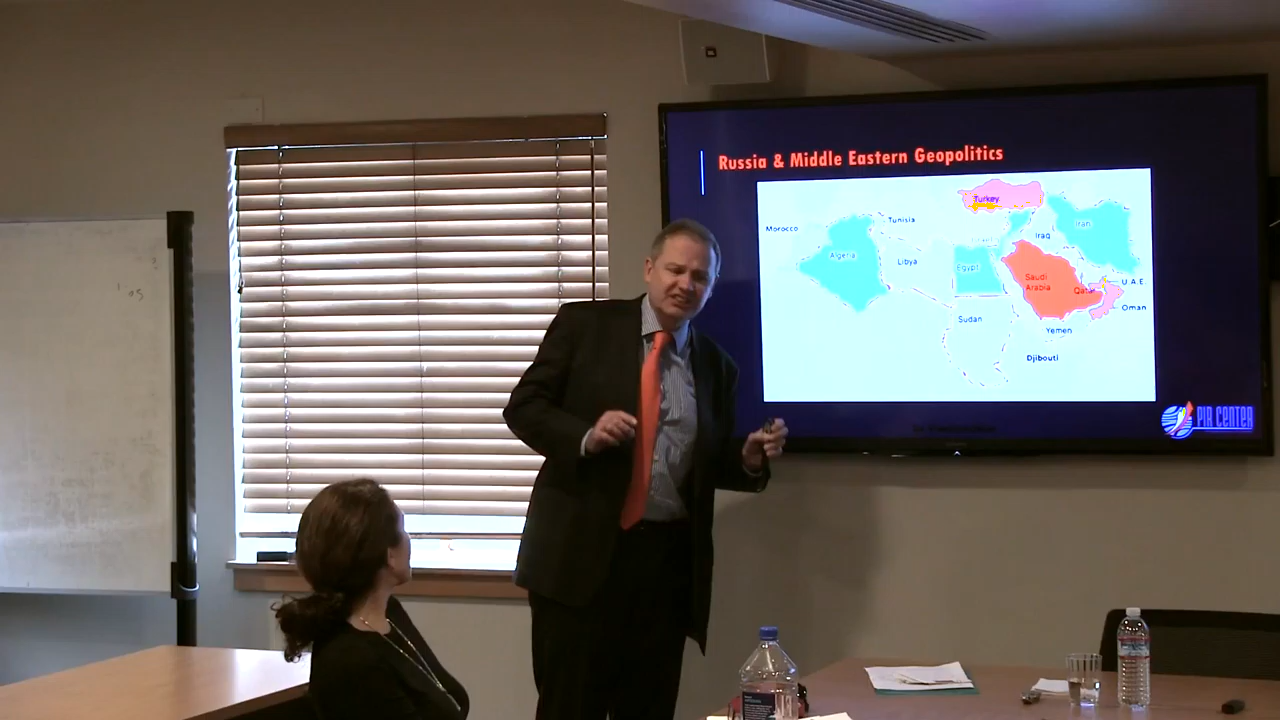 Russia & Middle Eastern Geopolitics
Turkey
Morocco
Tunisia
Iran
Iraq
Algeria
Libya
Egypt
Saudi
Arabia
Qatar
U.A.E.
Oman
Sudan
Yemen
Djibouti
PIR CENTER